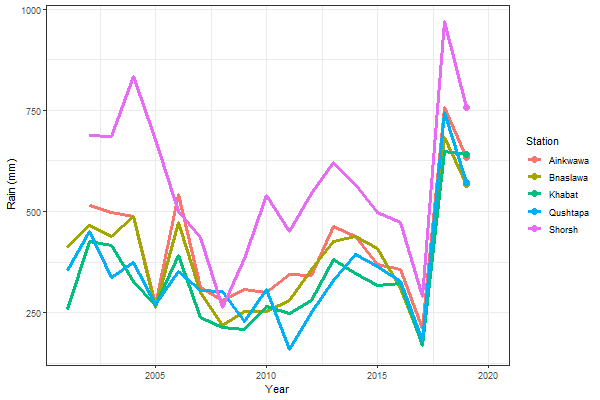 1000
750
500
250
Rain (mm)
2005
2010
2015
2020
Year
Station
Ainkwawa
Bnaslawa
Khabat
Qushtapa
Shorsh